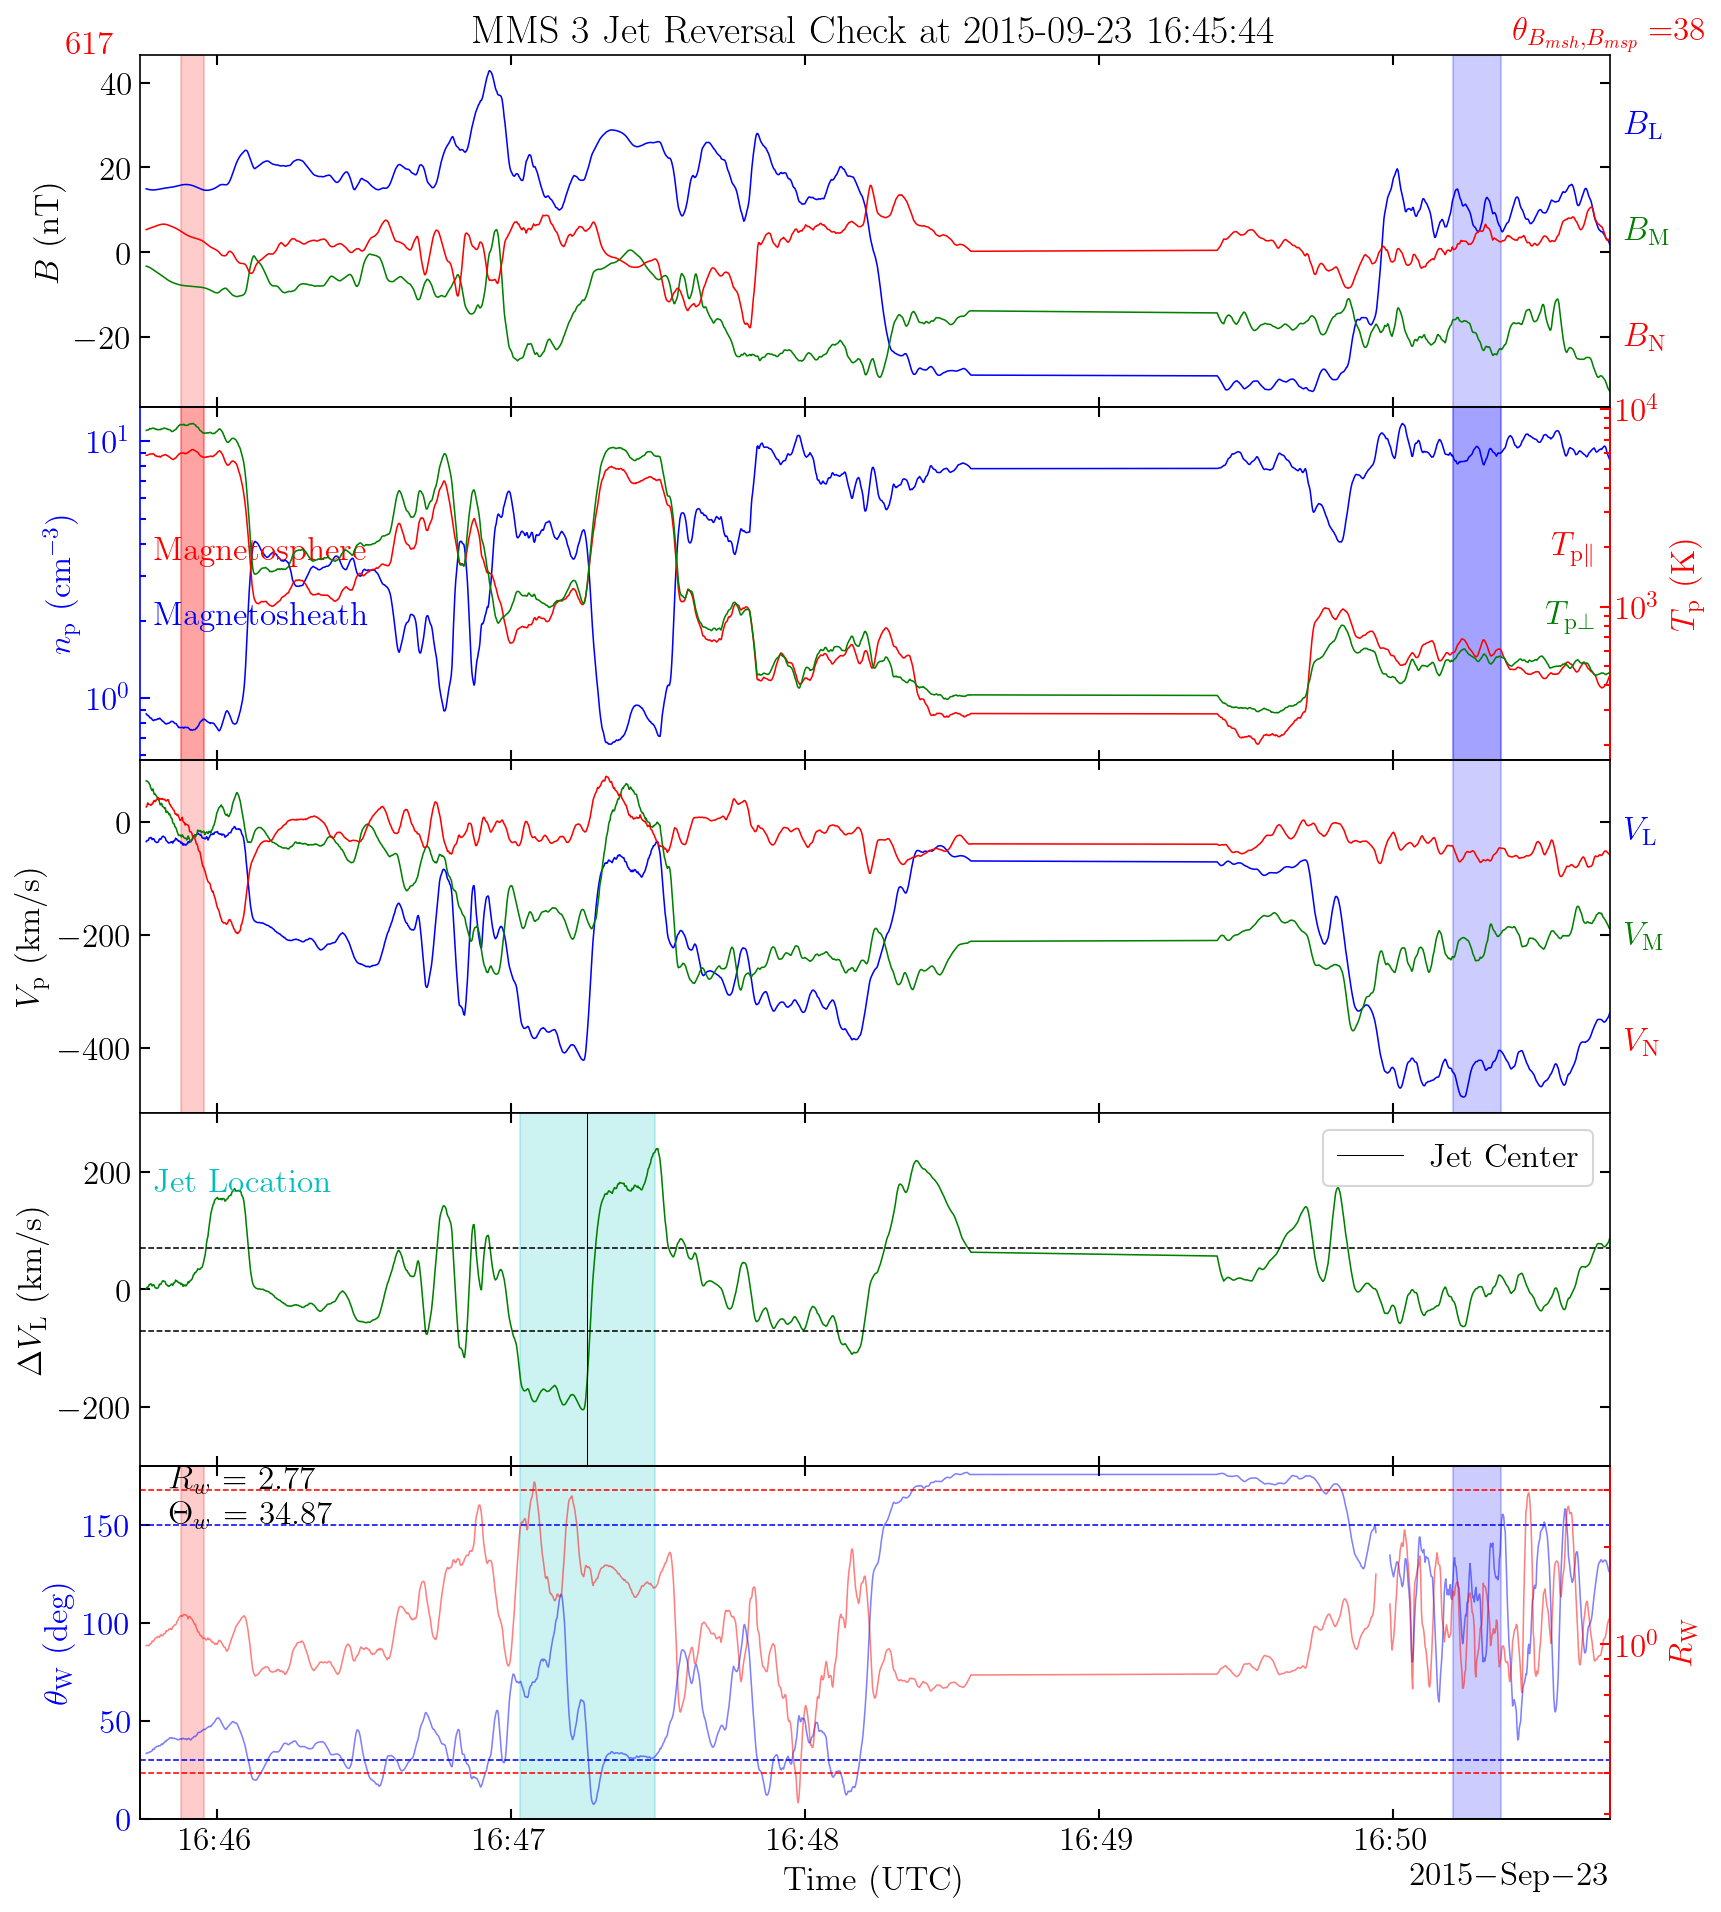 MMS 3 Jet Reversal Check at 2015-09-23 16:45:44
617
θ_{B_{msh},B_{msp}} =38
40
20
0
−20
B (nT)
B_L
B_M
B_N
10^1
10^0
n_p (cm^{−3})
Magnetosphere
Magnetosheath
T_{p∥}
T_{p⊥}
10^4
10^3
T_p (K)
0
−200
−400
V_p (km/s)
V_L
V_M
V_N
200
0
−200
ΔV_L (km/s)
Jet Location
Jet Center
R_w = 2.77
Θ_w = 34.87
150
100
50
0
θ_W (deg)
10^0
R_W
16:46
16:47
16:48
16:49
16:50
Time (UTC)
2015−Sep−23